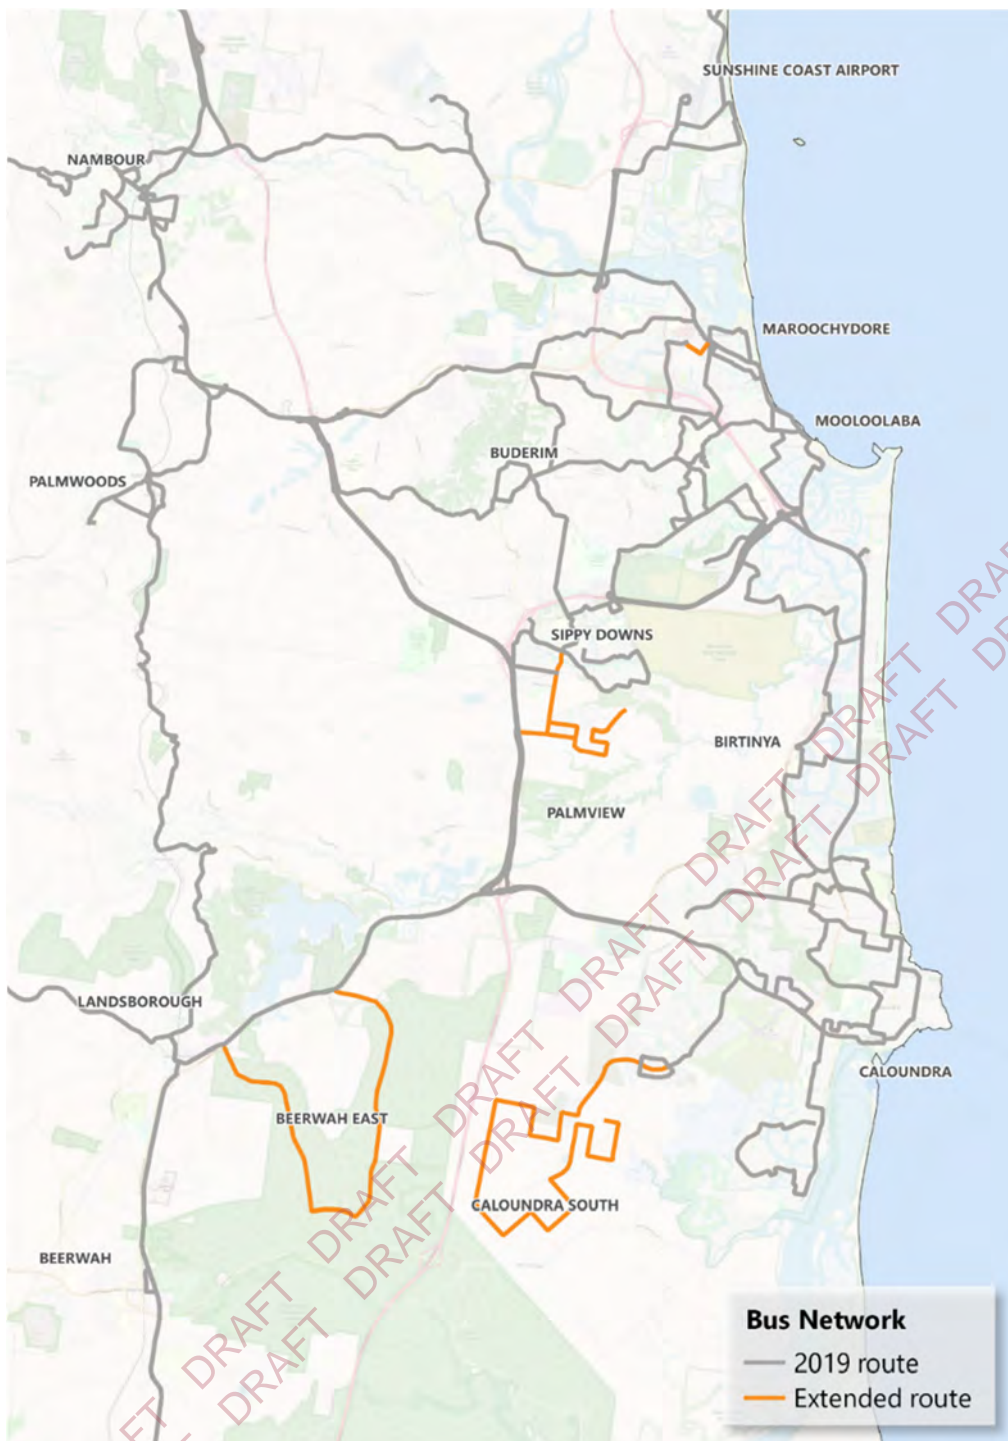 SUNSHINE COAST AIRPORT
NAMBOUR
MAROOCHYDORE
MOOLOOLABA
BUDERIM
PALMWOODS
SIPPY DOWNS
BIRTINYA
PALMVIEW
LANDSBOROUGH
CALOUNDRA
BEERWAH EAST
CALOUNDRA SOUTH
BEERWAH
Bus Network
2019 route
Extended route
DRAFT DRAFT DRAFT DRAFT DRAFT DRAFT DRAFT DRAFT
DRAFT DRAFT DRAFT DRAFT DRAFT DRAFT DRAFT